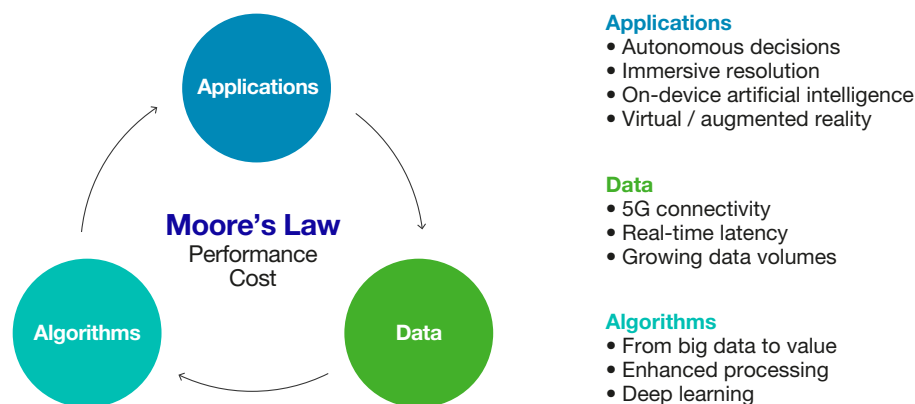 Applications
Moore's Law
Performance
Cost
Algorithms
Data
Applications
• Autonomous decisions
• Immersive resolution
• On-device artificial intelligence
• Virtual / augmented reality
Data
• 5G connectivity
• Real-time latency
• Growing data volumes
Algorithms
• From big data to value
• Enhanced processing
• Deep learning